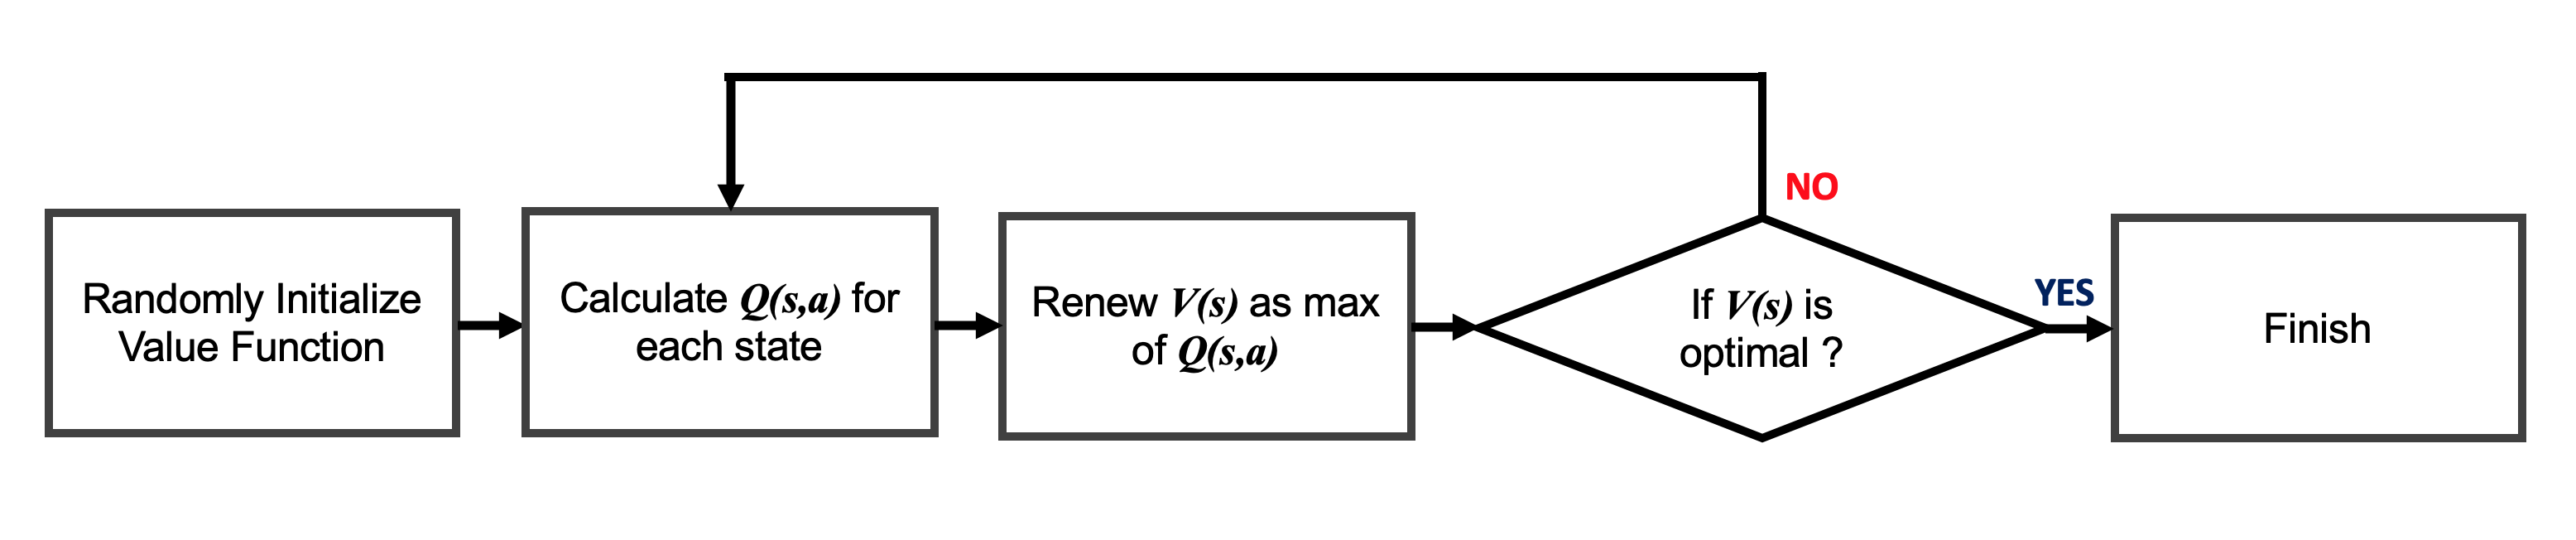 Randomly Initialize
Value Function
Calculate Q(s,a) for
each state
Renew V(s) as max
of Q(s,a)
If V(s) is
optimal ?
NO
YES
Finish